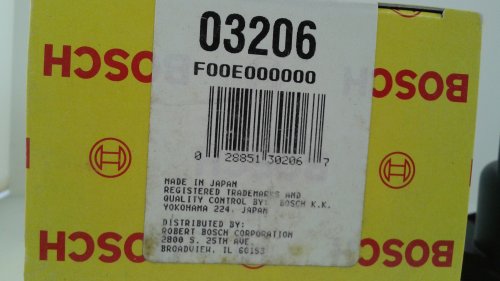 03206
F00E000000
BOSCH
BOSCH
0 28851 30206 7
MADE IN JAPAN
REGISTERED TRADEMARKS AND
QUALITY CONTROL BY: BOSCH K.K.
YOKOHAMA 224, JAPAN
DISTRIBUTED BY:
ROBERT BOSCH CORPORATION
2800 S. 25TH AVE.
BROADVIEW, IL 60153
BOSCH
BOSCH